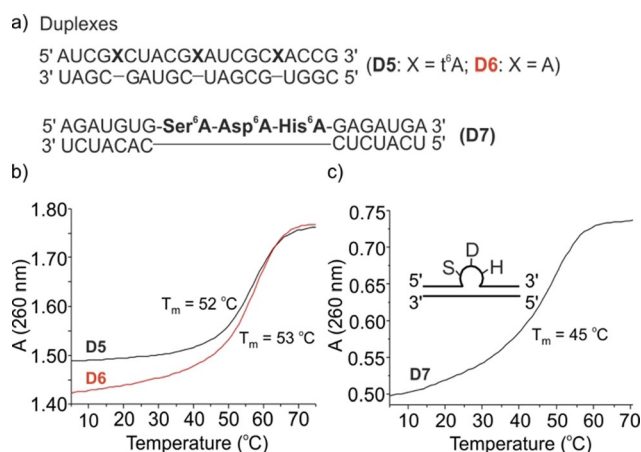 a) Duplexes
5' AUCGXCUACGXAUCGCXACCG 3'
3' UAGC–GAUGC–UAGCG–UGGC 5'
(D5: X = t⁶A; D6: X = A)
5' AGAUGUG-Ser⁶A-Asp⁶A-His⁶A-GAGAUGA 3'
3' UCUACAC————————CUCUACU 5'
(D7)
b)
1.80
1.70
1.60
1.50
1.40
A (260 nm)
Tm = 52 °C
Tm = 53 °C
D5
D6
10 20 30 40 50 60 70
Temperature (°C)
c)
0.75
0.70
0.65
0.60
0.55
0.50
A (260 nm)
D
S H
5' 3'
3' 5'
Tm = 45 °C
D7
10 20 30 40 50 60 70
Temperature (°C)